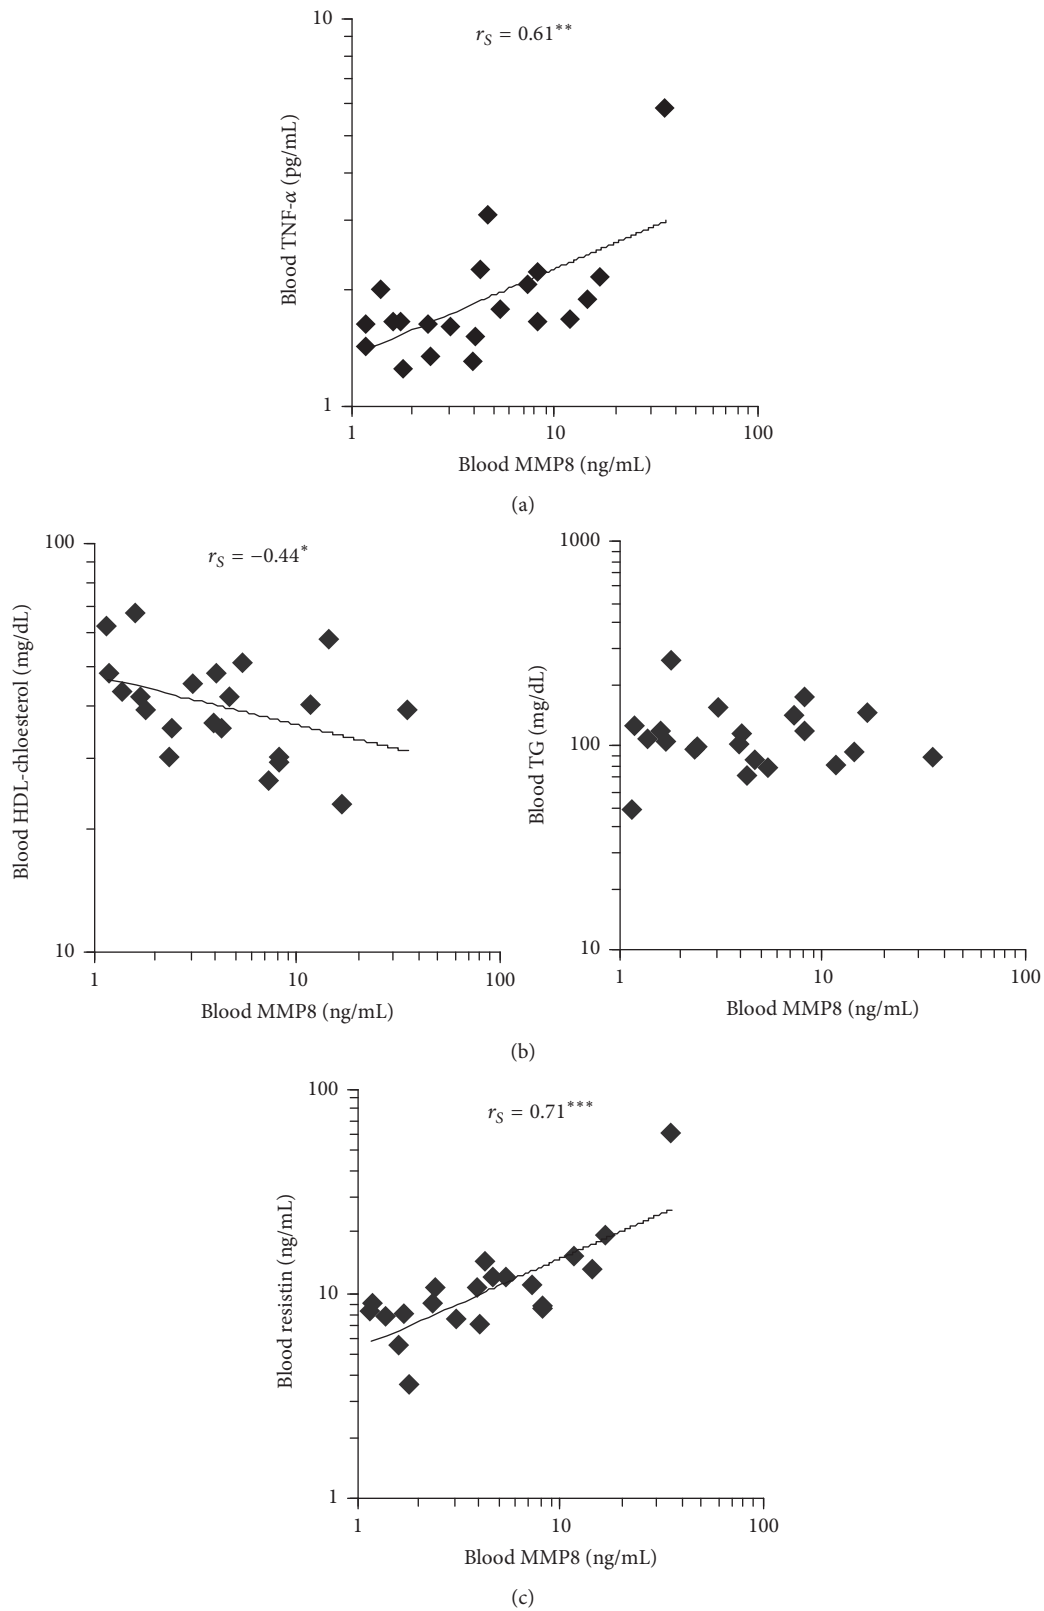 10
r_S = 0.61**
Blood TNF-α (pg/mL)
1
1 10 100
Blood MMP8 (ng/mL)
(a)
100
r_S = −0.44*
Blood HDL-chloesterol (mg/dL)
10
1 10 100
Blood MMP8 (ng/mL)
1000
Blood TG (mg/dL)
100
10
1 10 100
Blood MMP8 (ng/mL)
(b)
100
r_S = 0.71***
Blood resistin (ng/mL)
10
1
1 10 100
Blood MMP8 (ng/mL)
(c)